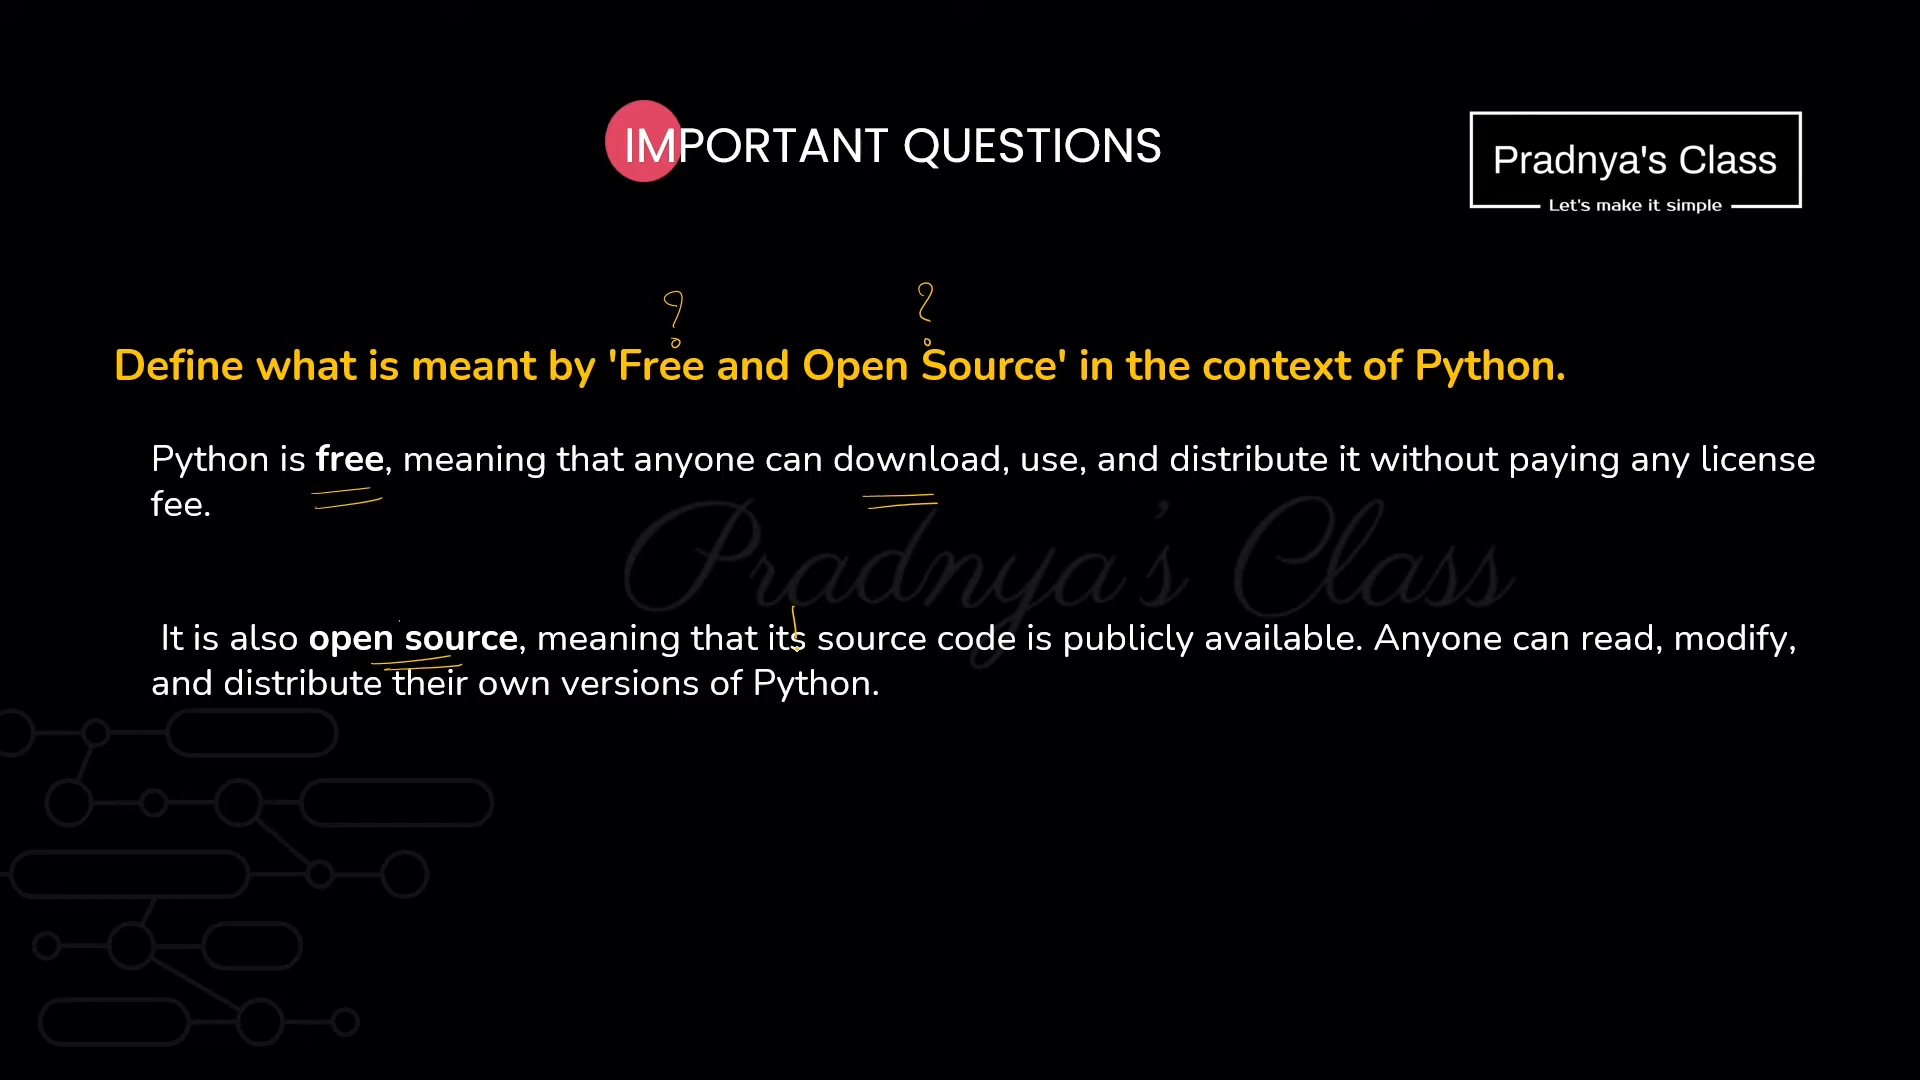 IMPORTANT QUESTIONS
Pradnya's Class
Let's make it simple
? ?
Define what is meant by 'Free and Open Source' in the context of Python.
Python is free, meaning that anyone can download, use, and distribute it without paying any license
fee.
Pradnya's Class
It is also open source, meaning that its source code is publicly available. Anyone can read, modify,
and distribute their own versions of Python.